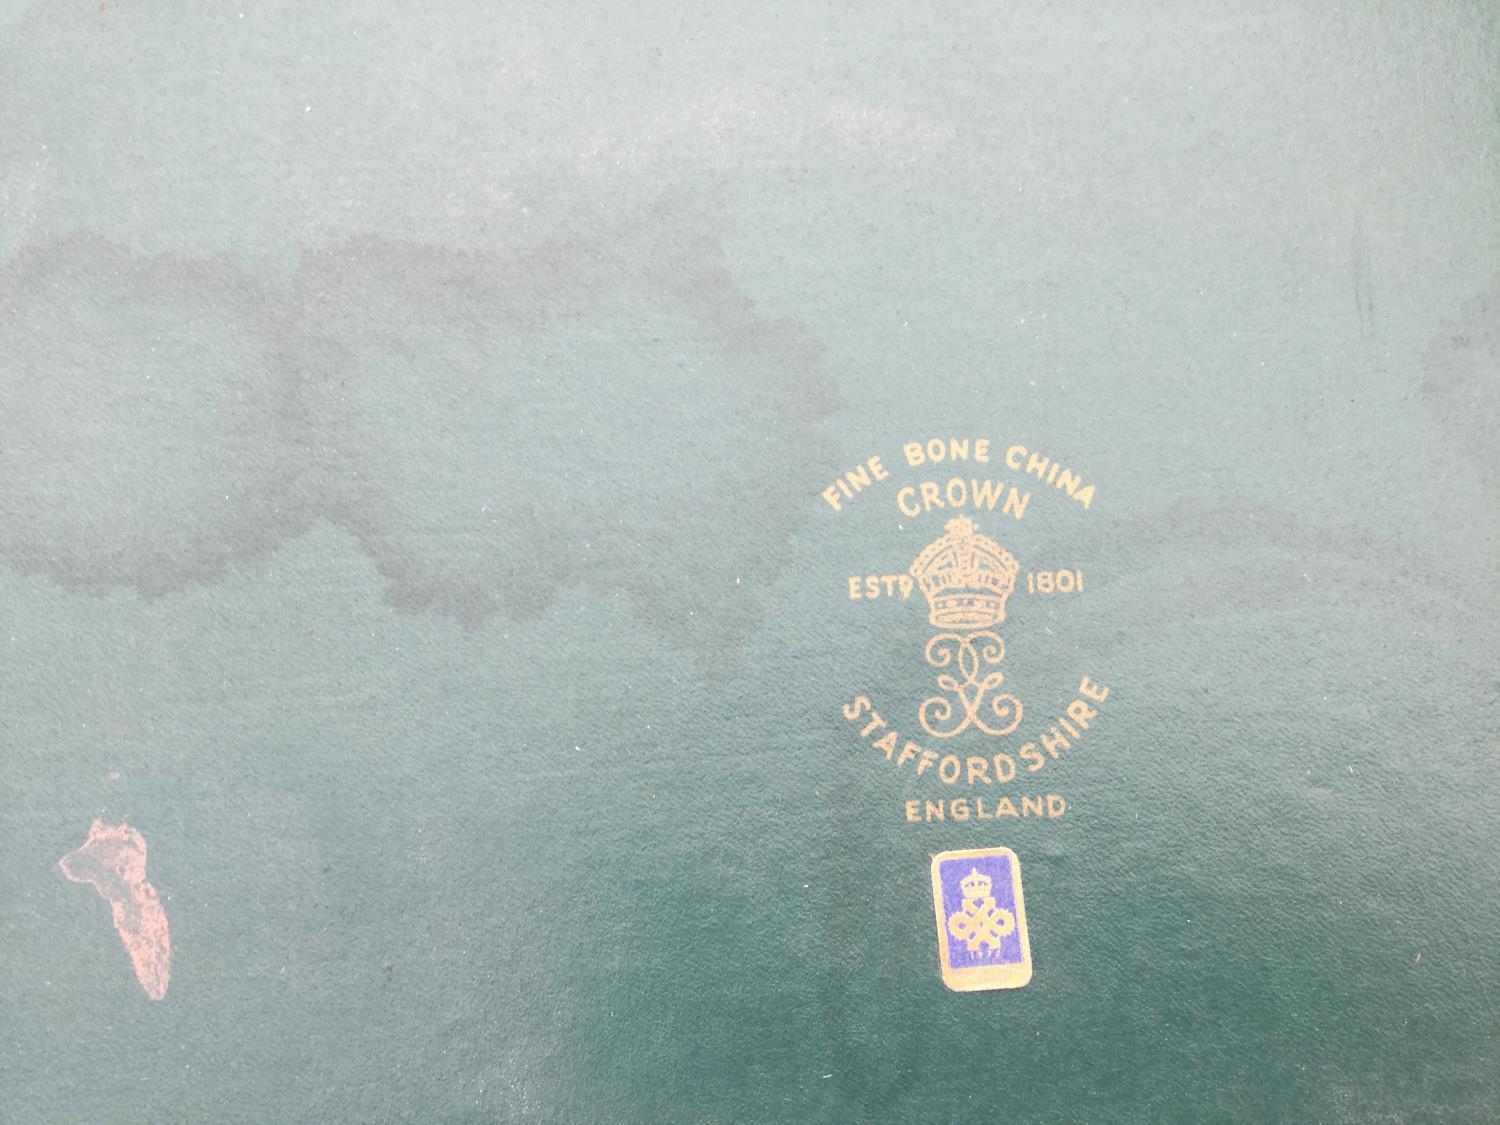 FINE BONE CHINA
CROWN
ESTD 1801
STAFFORDSHIRE
ENGLAND